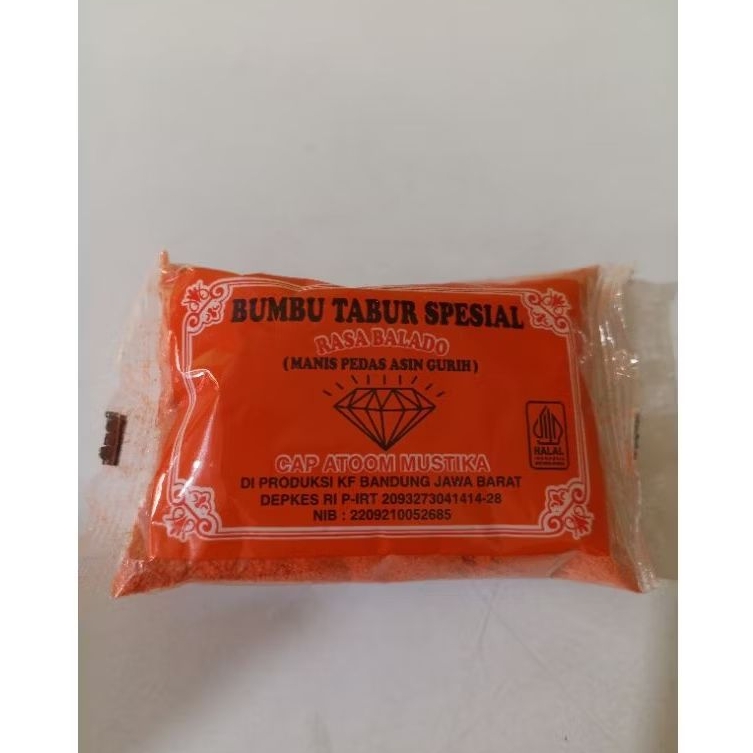 BUMBU TABUR SPESIAL
RASA BALADO
( MANIS PEDAS ASIN GURIH )
CAP ATOOM MUSTIKA
DI PRODUKSI KF BANDUNG JAWA BARAT
DEPKES RI P-IRT 2093273041414-28
NIB : 2209210052685
HALAL
INDONESIA